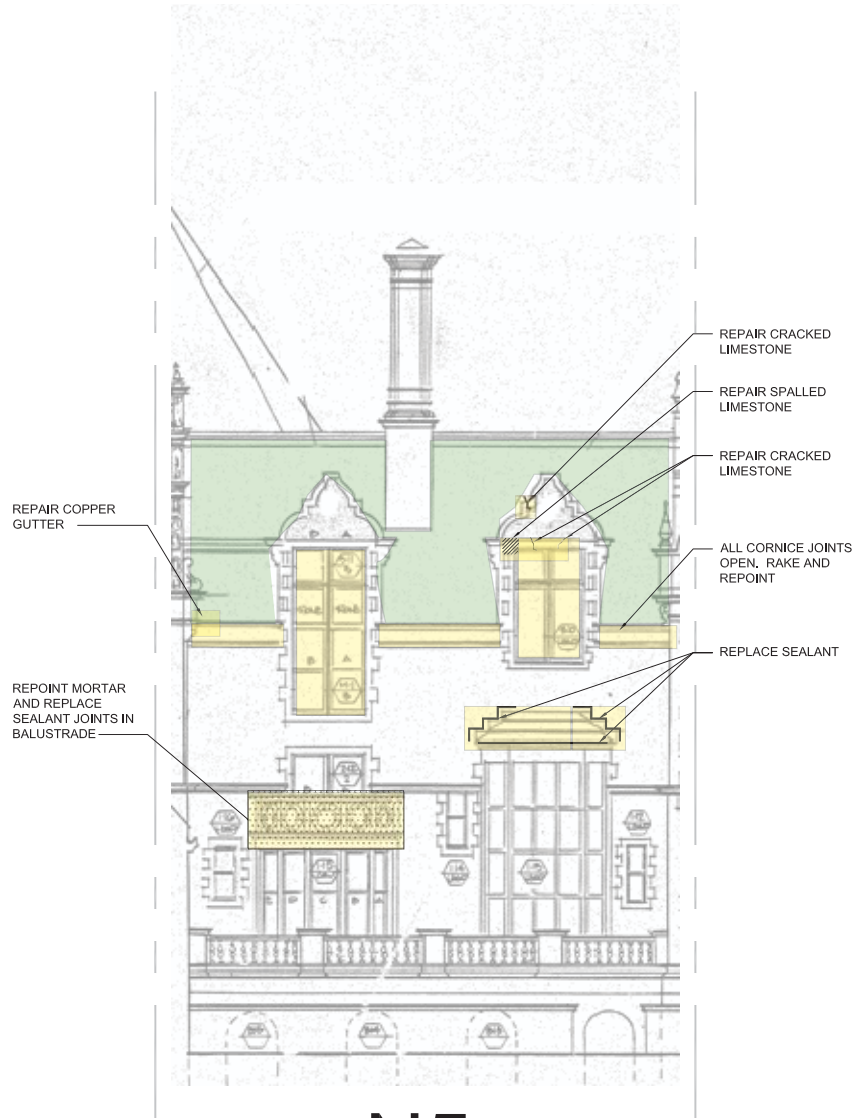 REPAIR CRACKED
LIMESTONE
REPAIR SPALLED
LIMESTONE
REPAIR CRACKED
LIMESTONE
REPAIR COPPER
GUTTER
ALL CORNICE JOINTS
OPEN. RAKE AND
REPOINT
REPLACE SEALANT
REPOINT MORTAR
AND REPLACE
SEALANT JOINTS IN
BALUSTRADE
D A
D A